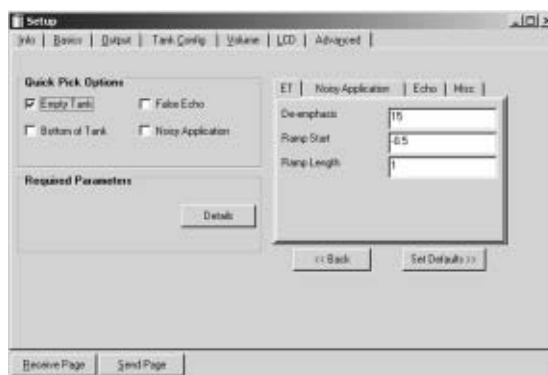 Setup
Info | Basics | Output | Tank Config | Volume | LCD | Advanced |
Quick Pick Options
Empty Tank
False Echo
Bottom of Tank
Noisy Application
Required Parameters
Details
ET | Noisy Application | Echo | Misc |
De-emphasis
15
Ramp Start
-0.5
Ramp Length
1
<< Back
Set Defaults >>
Receive Page
Send Page